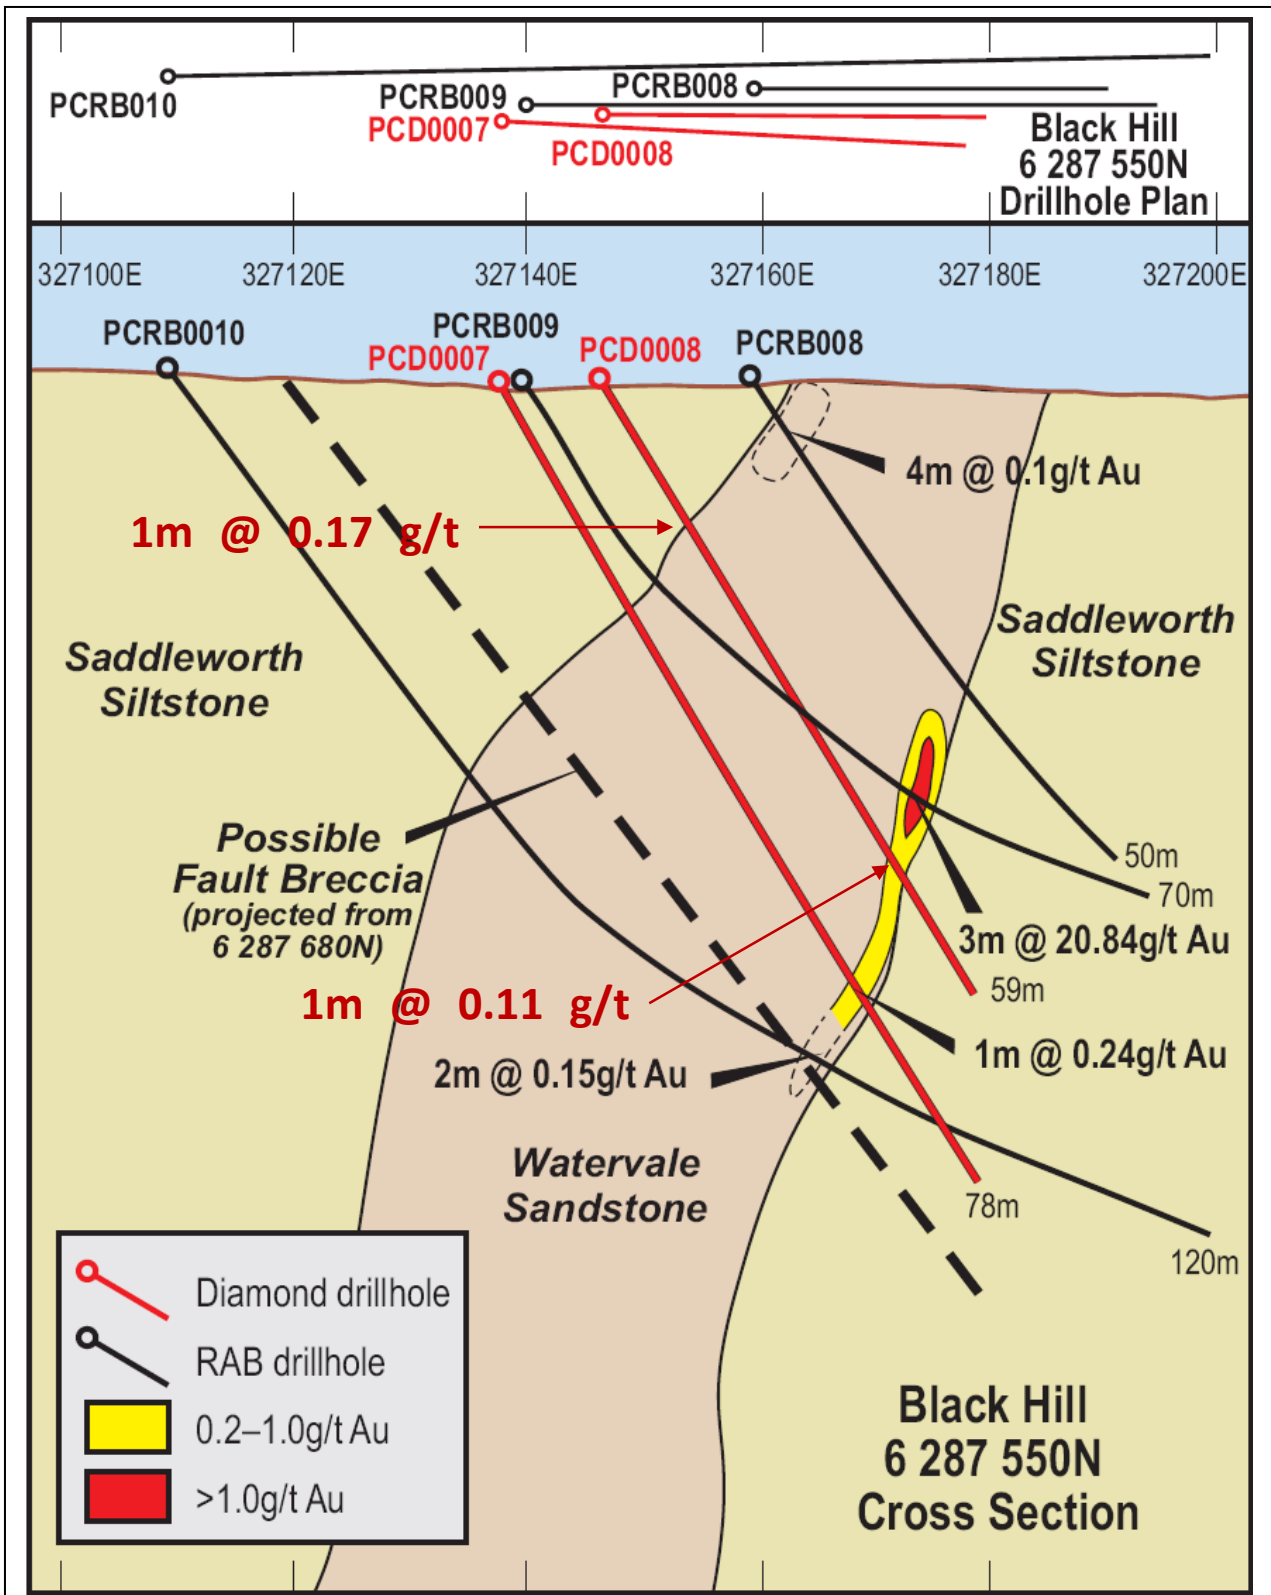 PCRB010
PCRB009
PCRB008
PCD0007
PCD0008
Black Hill
6 287 550N
Drillhole Plan
327100E
327120E
327140E
327160E
327180E
327200E
PCRB0010
PCD0007
PCRB009
PCD0008
PCRB008
4m @ 0.1g/t Au
1m @ 0.17 g/t
Saddleworth
Siltstone
Saddleworth
Siltstone
Possible
Fault Breccia
(projected from
6 287 680N)
50m
70m
3m @ 20.84g/t Au
59m
1m @ 0.11 g/t
1m @ 0.24g/t Au
2m @ 0.15g/t Au
Watervale
Sandstone
78m
120m
Diamond drillhole
RAB drillhole
0.2–1.0g/t Au
>1.0g/t Au
Black Hill
6 287 550N
Cross Section